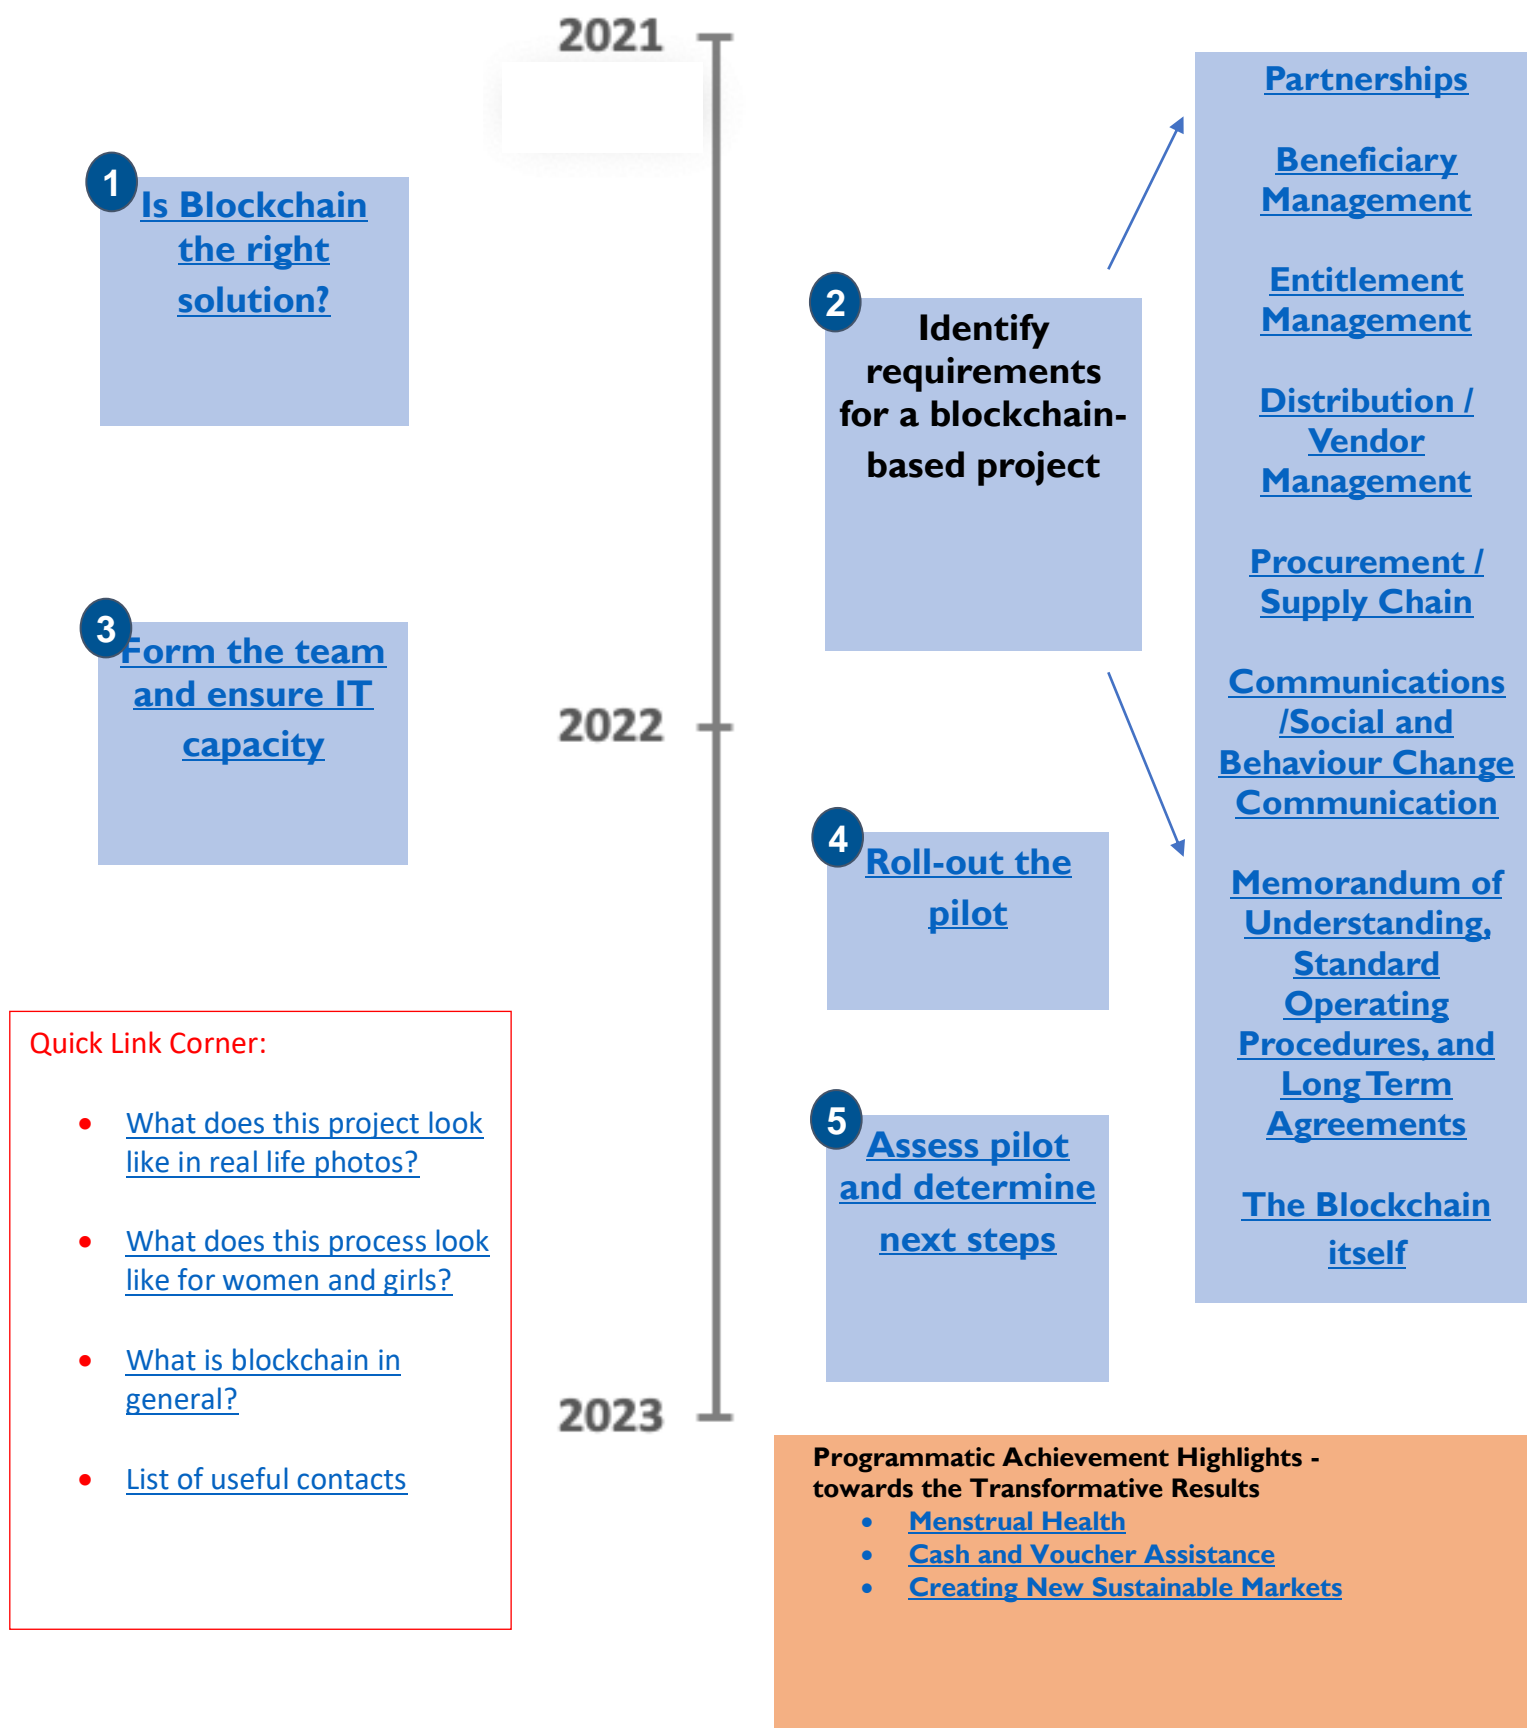 2021
1
Is Blockchain
the right
solution?
2
Identify
requirements
for a blockchain-
based project
Partnerships
Beneficiary
Management
Entitlement
Management
Distribution /
Vendor
Management
Procurement /
Supply Chain
Communications
/Social and
Behaviour Change
Communication
Memorandum of
Understanding,
Standard
Operating
Procedures, and
Long Term
Agreements
The Blockchain
itself
3
Form the team
and ensure IT
capacity
2022
4
Roll-out the
pilot
5
Assess pilot
and determine
next steps
2023
Quick Link Corner:
• What does this project look
like in real life photos?
• What does this process look
like for women and girls?
• What is blockchain in
general?
• List of useful contacts
Programmatic Achievement Highlights -
towards the Transformative Results
• Menstrual Health
• Cash and Voucher Assistance
• Creating New Sustainable Markets